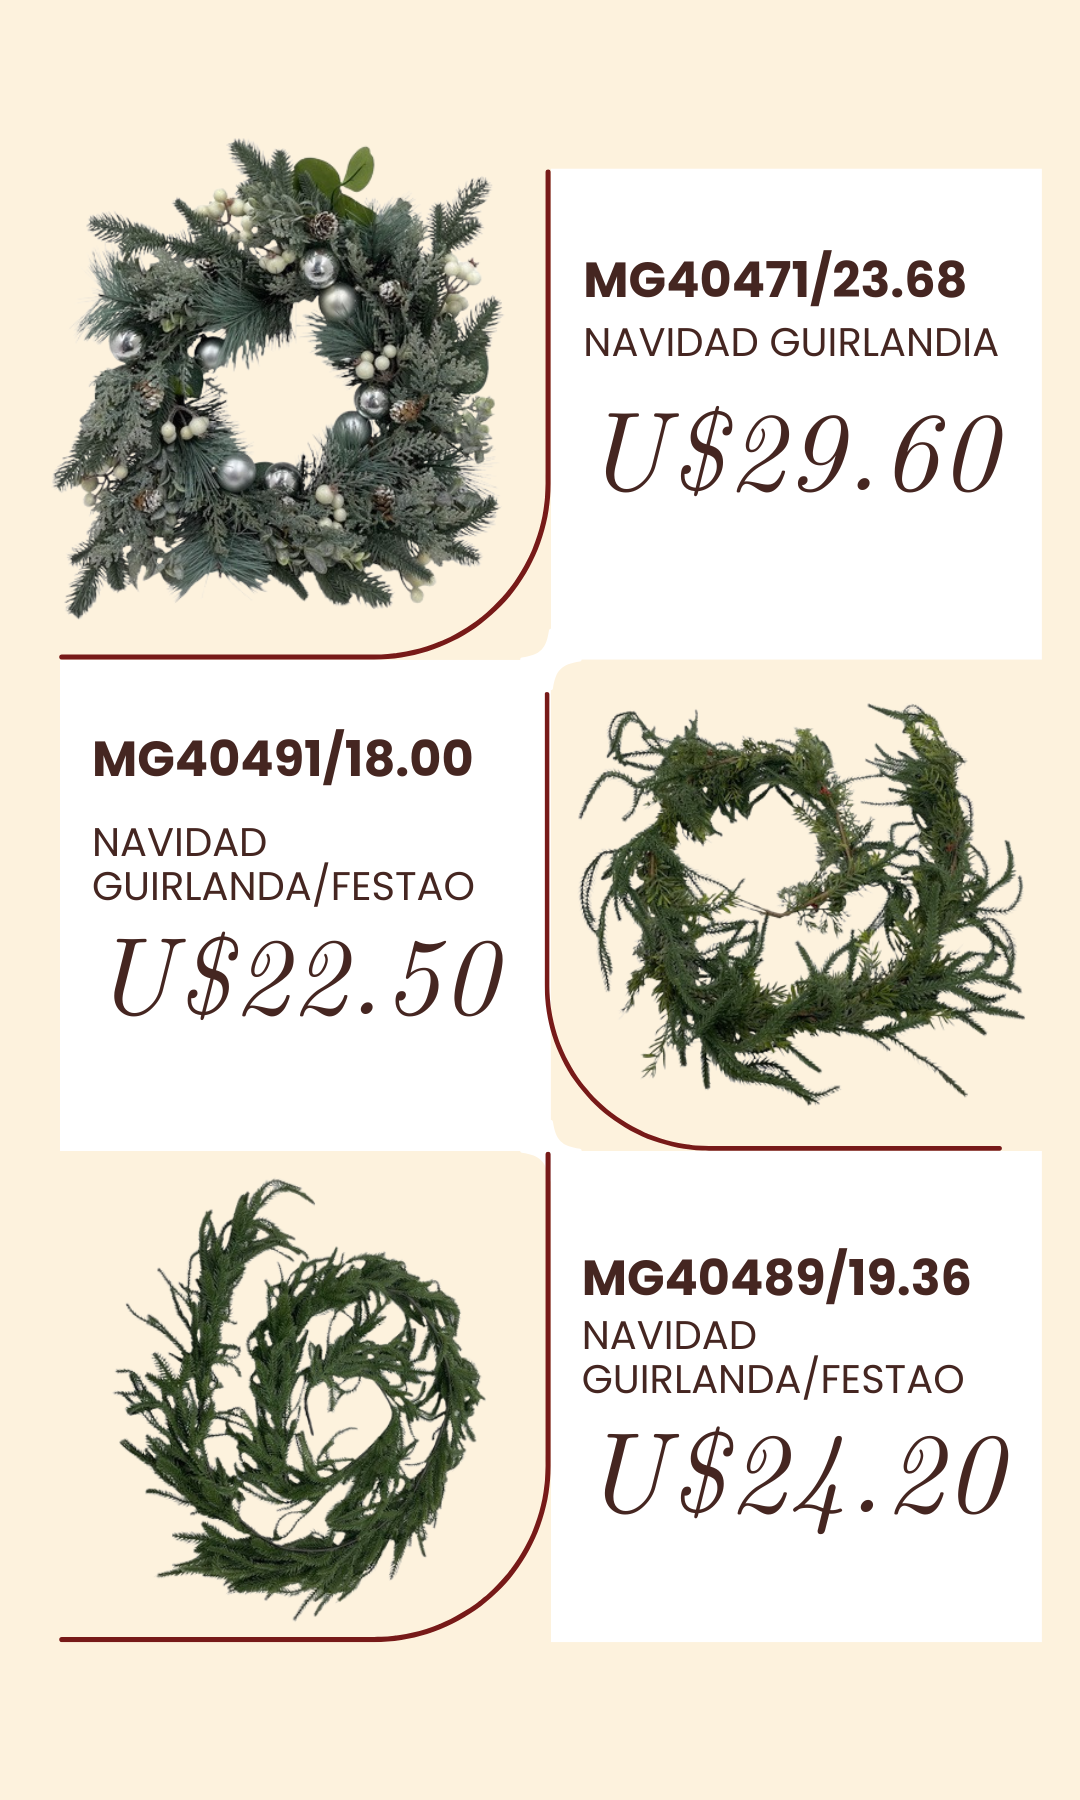 MG40471/23.68
NAVIDAD GUIRLANDIA
U$29.60
MG40491/18.00
NAVIDAD
GUIRLANDA/FESTAO
U$22.50
MG40489/19.36
NAVIDAD
GUIRLANDA/FESTAO
U$24.20